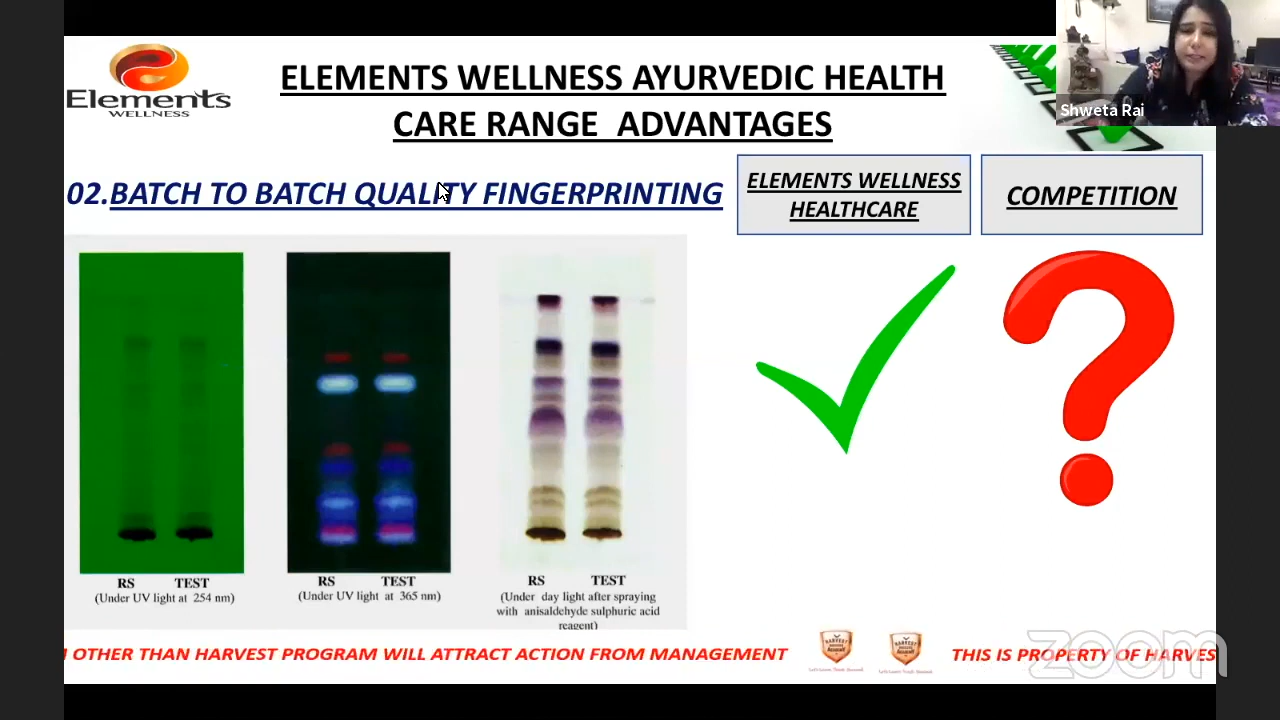 Elements
WELLNESS
ELEMENTS WELLNESS AYURVEDIC HEALTH
CARE RANGE ADVANTAGES
Shweta Rai
02.BATCH TO BATCH QUALITY FINGERPRINTING
ELEMENTS WELLNESS
HEALTHCARE
COMPETITION
RS TEST
(Under UV light at 254 nm)
RS TEST
(Under UV light at 365 nm)
RS TEST
(Under day light after spraying
with anisaldehyde sulphuric acid
reagent)
OTHER THAN HARVEST PROGRAM WILL ATTRACT ACTION FROM MANAGEMENT
THIS IS PROPERTY OF HARVES
zoom